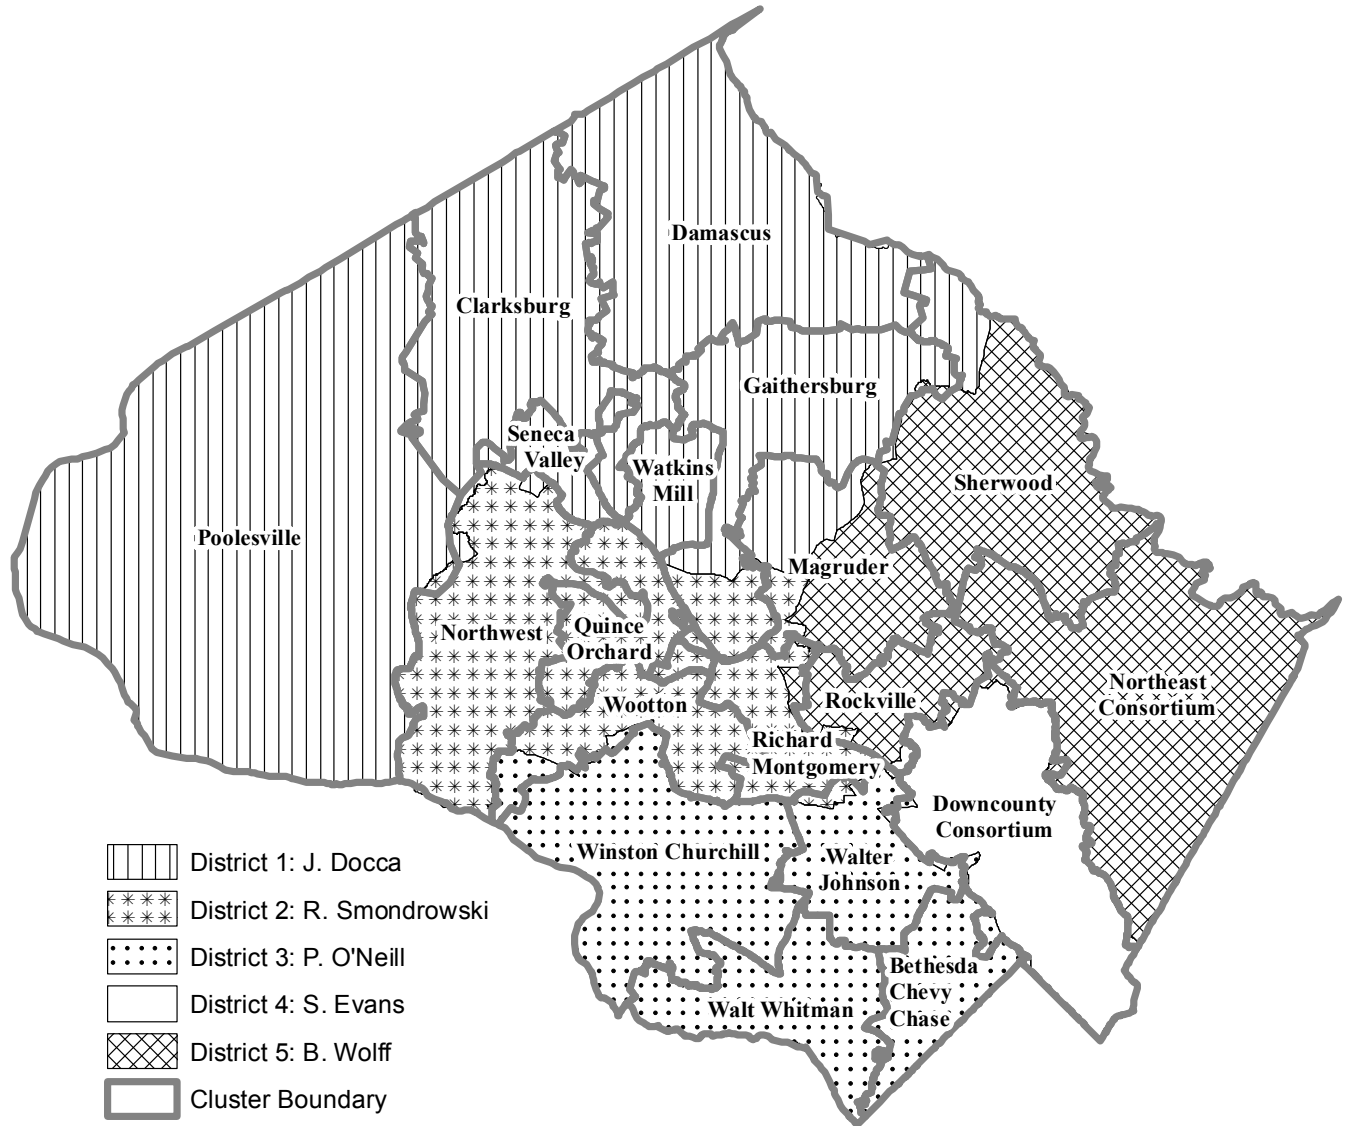 Damascus
Clarksburg
Gaithersburg
Seneca
Valley
Watkins
Mill
Sherwood
Poolesville
Magruder
Northwest
Quince
Orchard
Northeast
Consortium
Rockville
Wootton
Richard
Montgomery
Downcounty
Consortium
Winston Churchill
Walter
Johnson
Bethesda
Chevy
Chase
Walt Whitman
District 1: J. Docca
District 2: R. Smondrowski
District 3: P. O'Neill
District 4: S. Evans
District 5: B. Wolff
Cluster Boundary